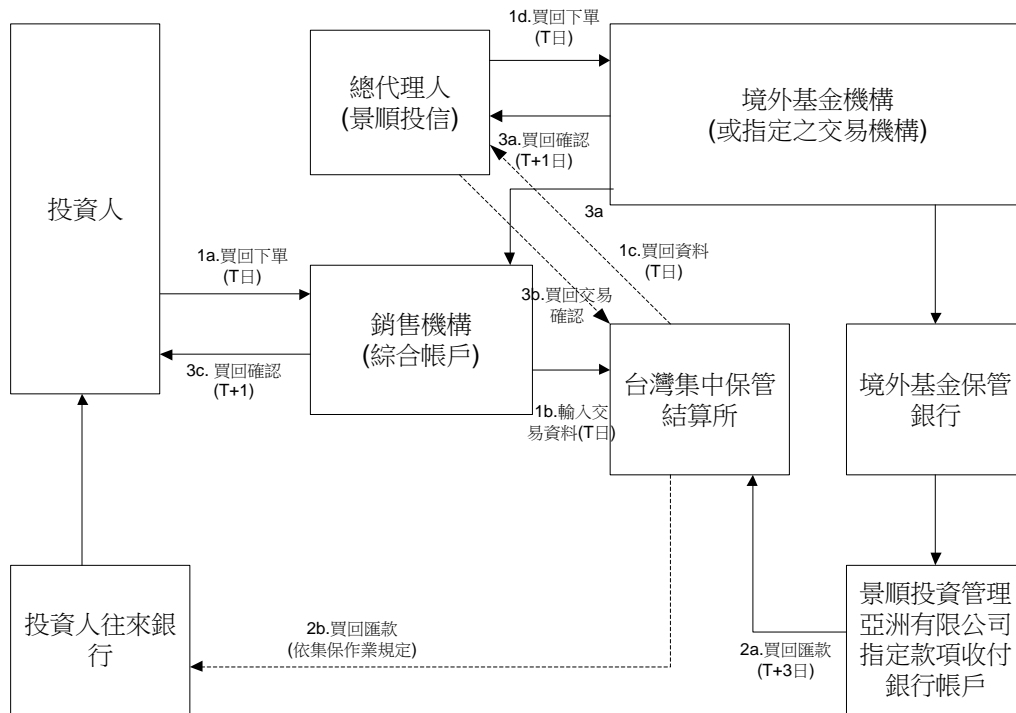 1d.買回下單
(T日)
總代理人
(景順投信)
境外基金機構
(或指定之交易機構)
3a.買回確認
(T+1日)
投資人
3a
1a.買回下單
(T日)
1c.買回資料
(T日)
3b.買回交易
確認
銷售機構
(綜合帳戶)
3c. 買回確認
(T+1)
台灣集中保管
結算所
境外基金保管
銀行
1b.輸入交
易資料(T日)
投資人往來銀
行
2b.買回匯款
(依集保作業規定)
2a.買回匯款
(T+3日)
景順投資管理
亞洲有限公司
指定款項收付
銀行帳戶